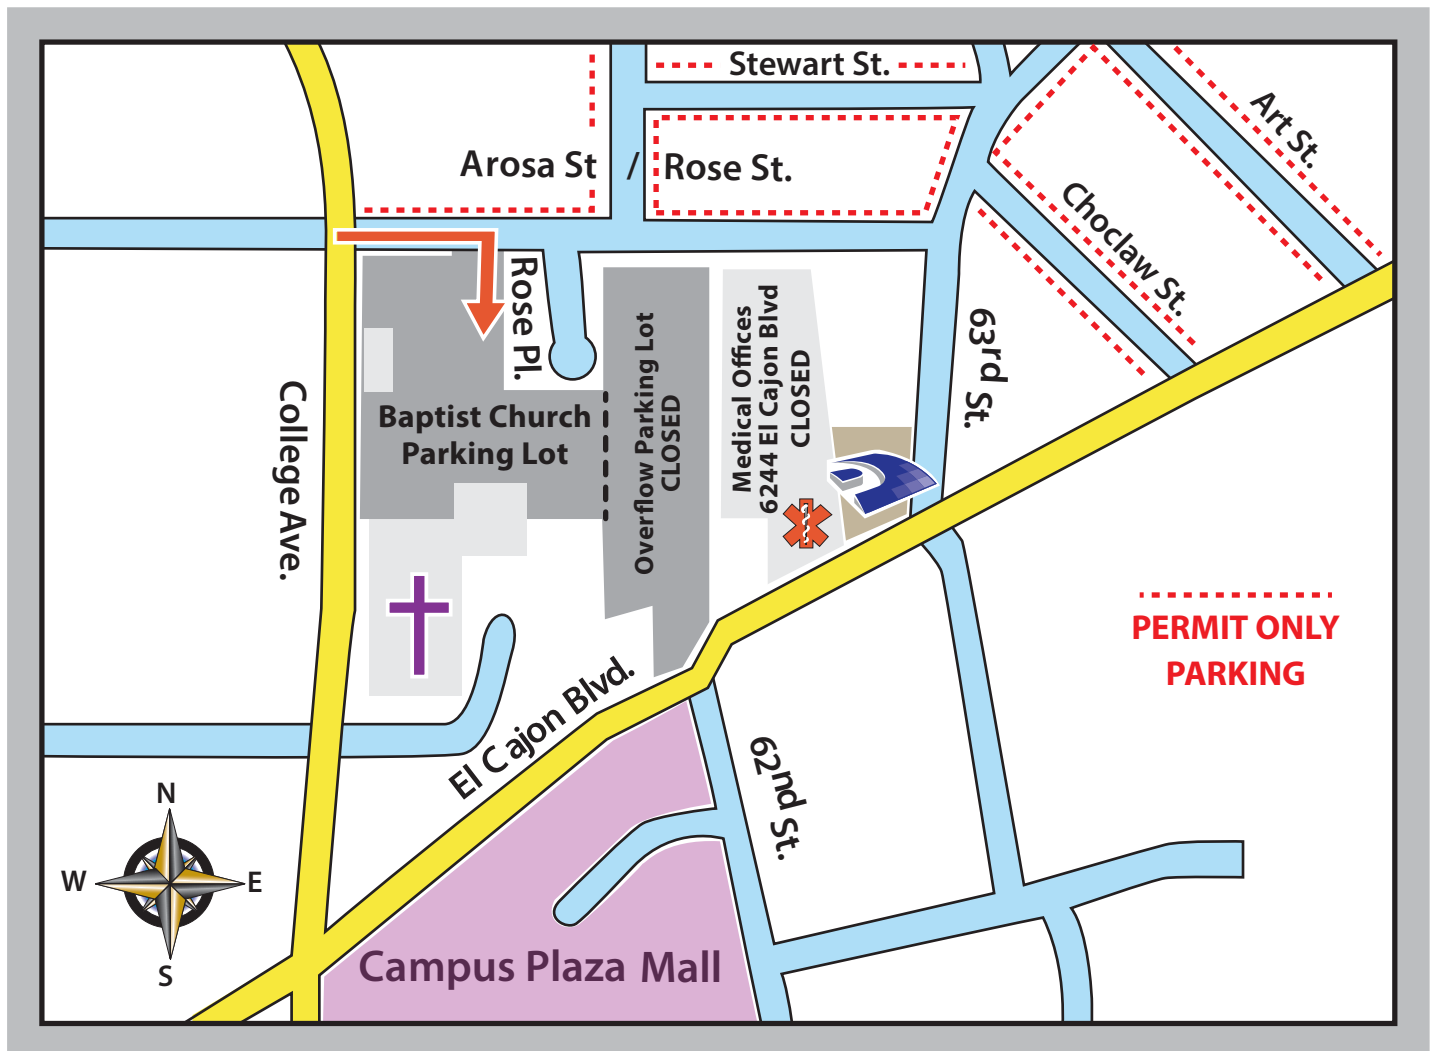 Stewart St.
Art St.
Arosa St / Rose St.
Choclaw St.
Rose Pl.
63rd St.
College Ave.
Baptist Church
Parking Lot
Overflow Parking Lot
CLOSED
Medical Offices
6244 El Cajon Blvd
CLOSED
PERMIT ONLY
PARKING
El Cajon Blvd.
62nd St.
N
W
E
S
Campus Plaza Mall